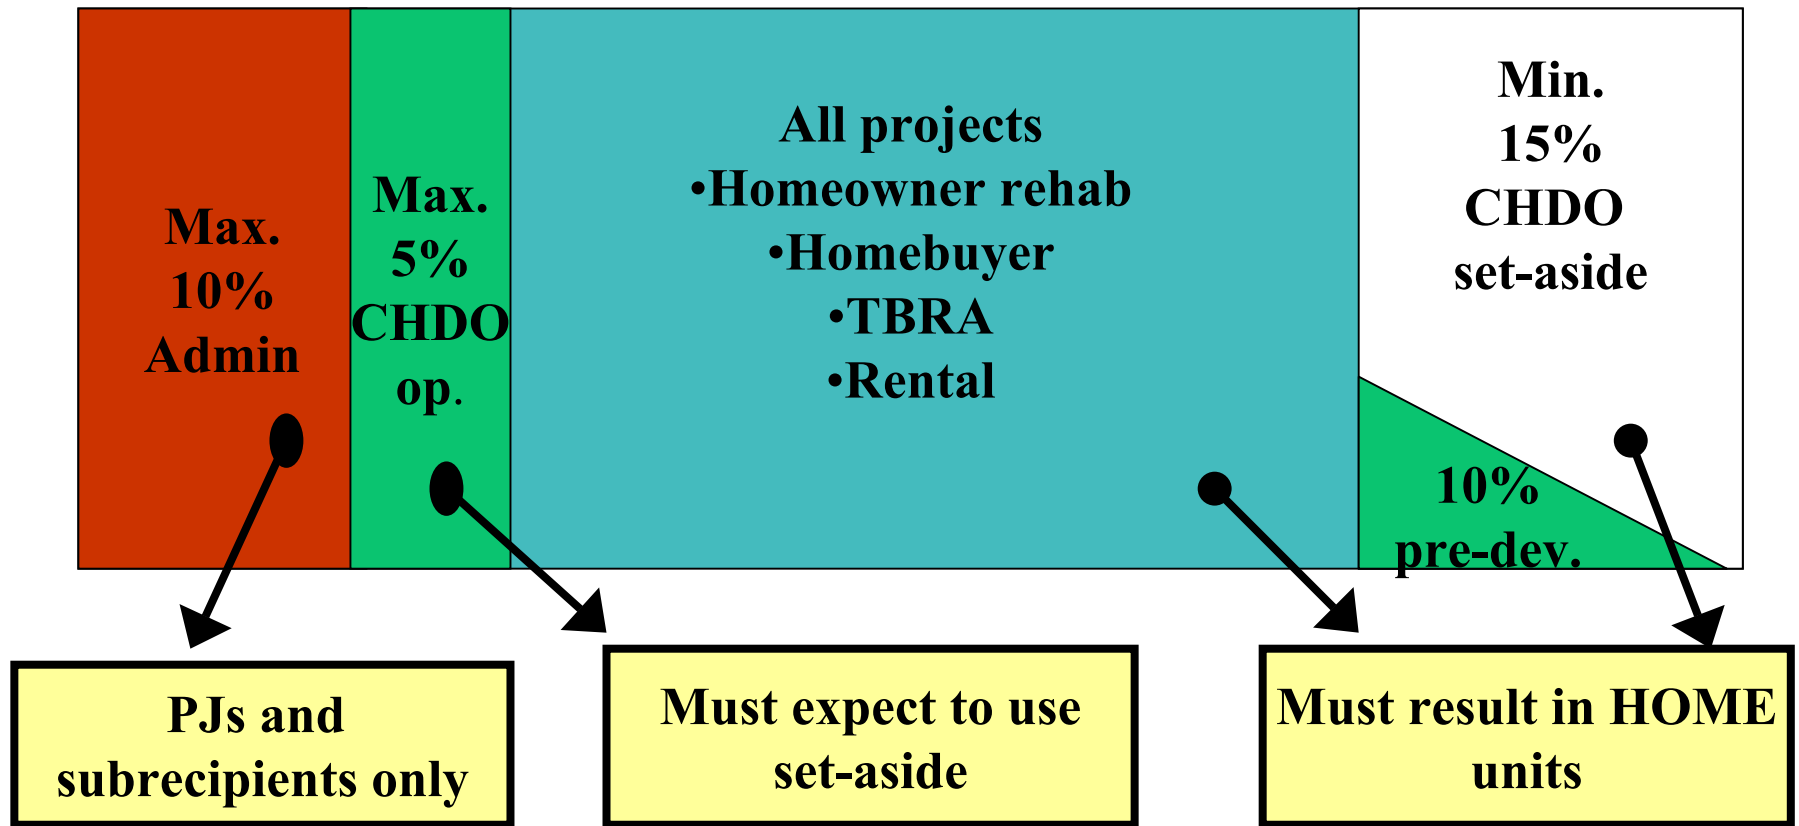 Max.
10%
Admin
Max.
5%
CHDO
op.
All projects
•Homeowner rehab
•Homebuyer
•TBRA
•Rental
Min.
15%
CHDO
set-aside
10%
pre-dev.
PJs and
subrecipients only
Must expect to use
set-aside
Must result in HOME
units